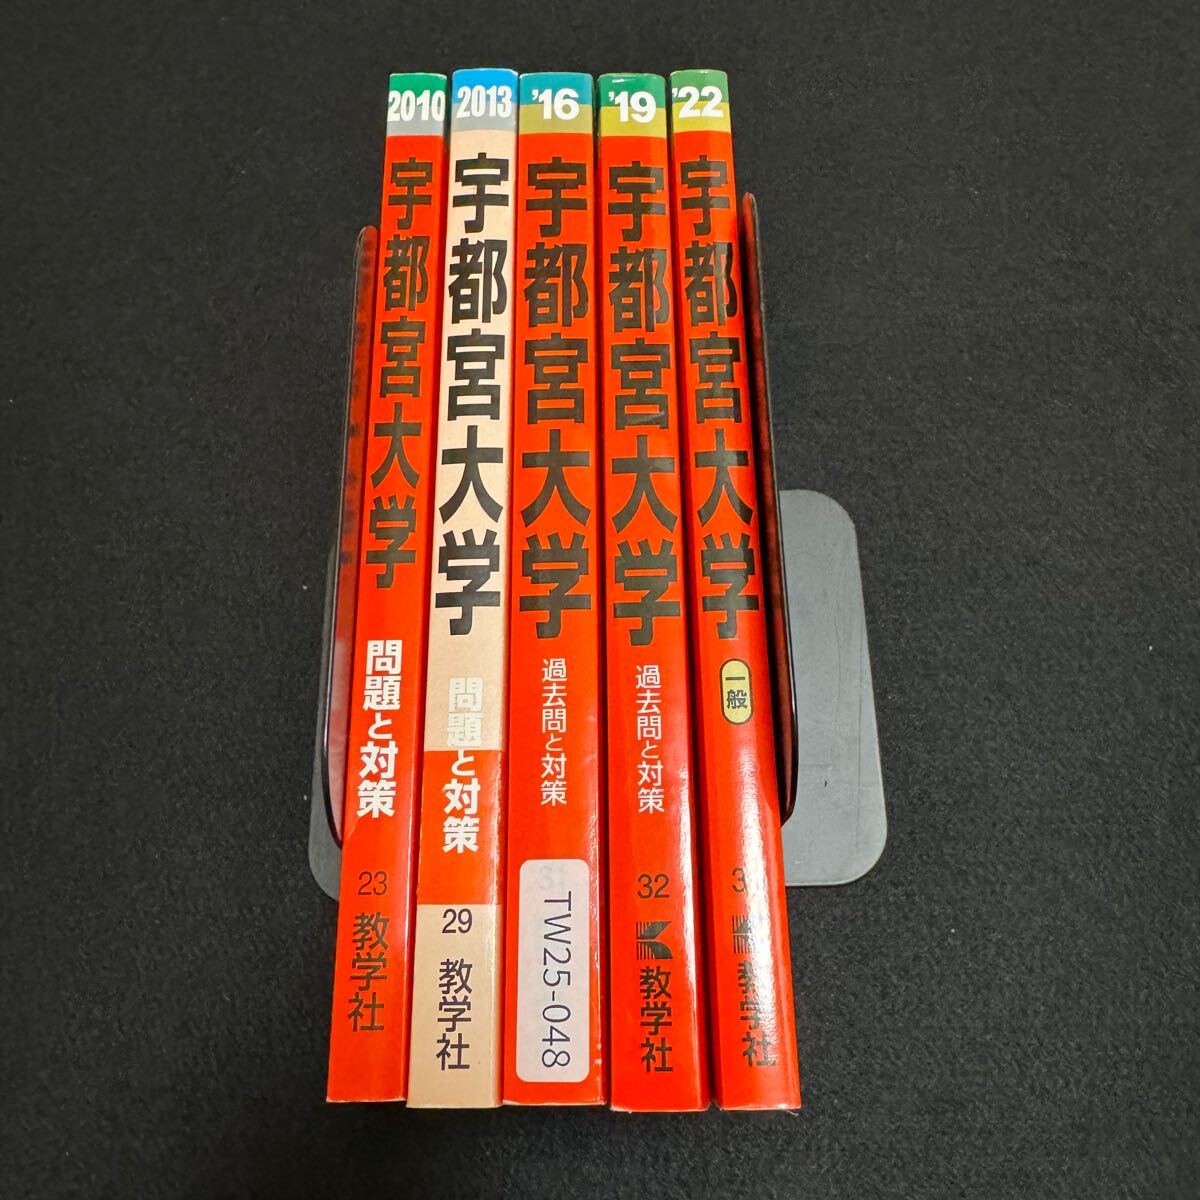 2010
宇都宮大学
問題と対策
23
教学社
2013
宇都宮大学
問題と対策
29
教学社
'16
宇都宮大学
過去問と対策
TW25-048
'19
宇都宮大学
過去問と対策
32
教学社
'22
宇都宮大学
一般
教学社